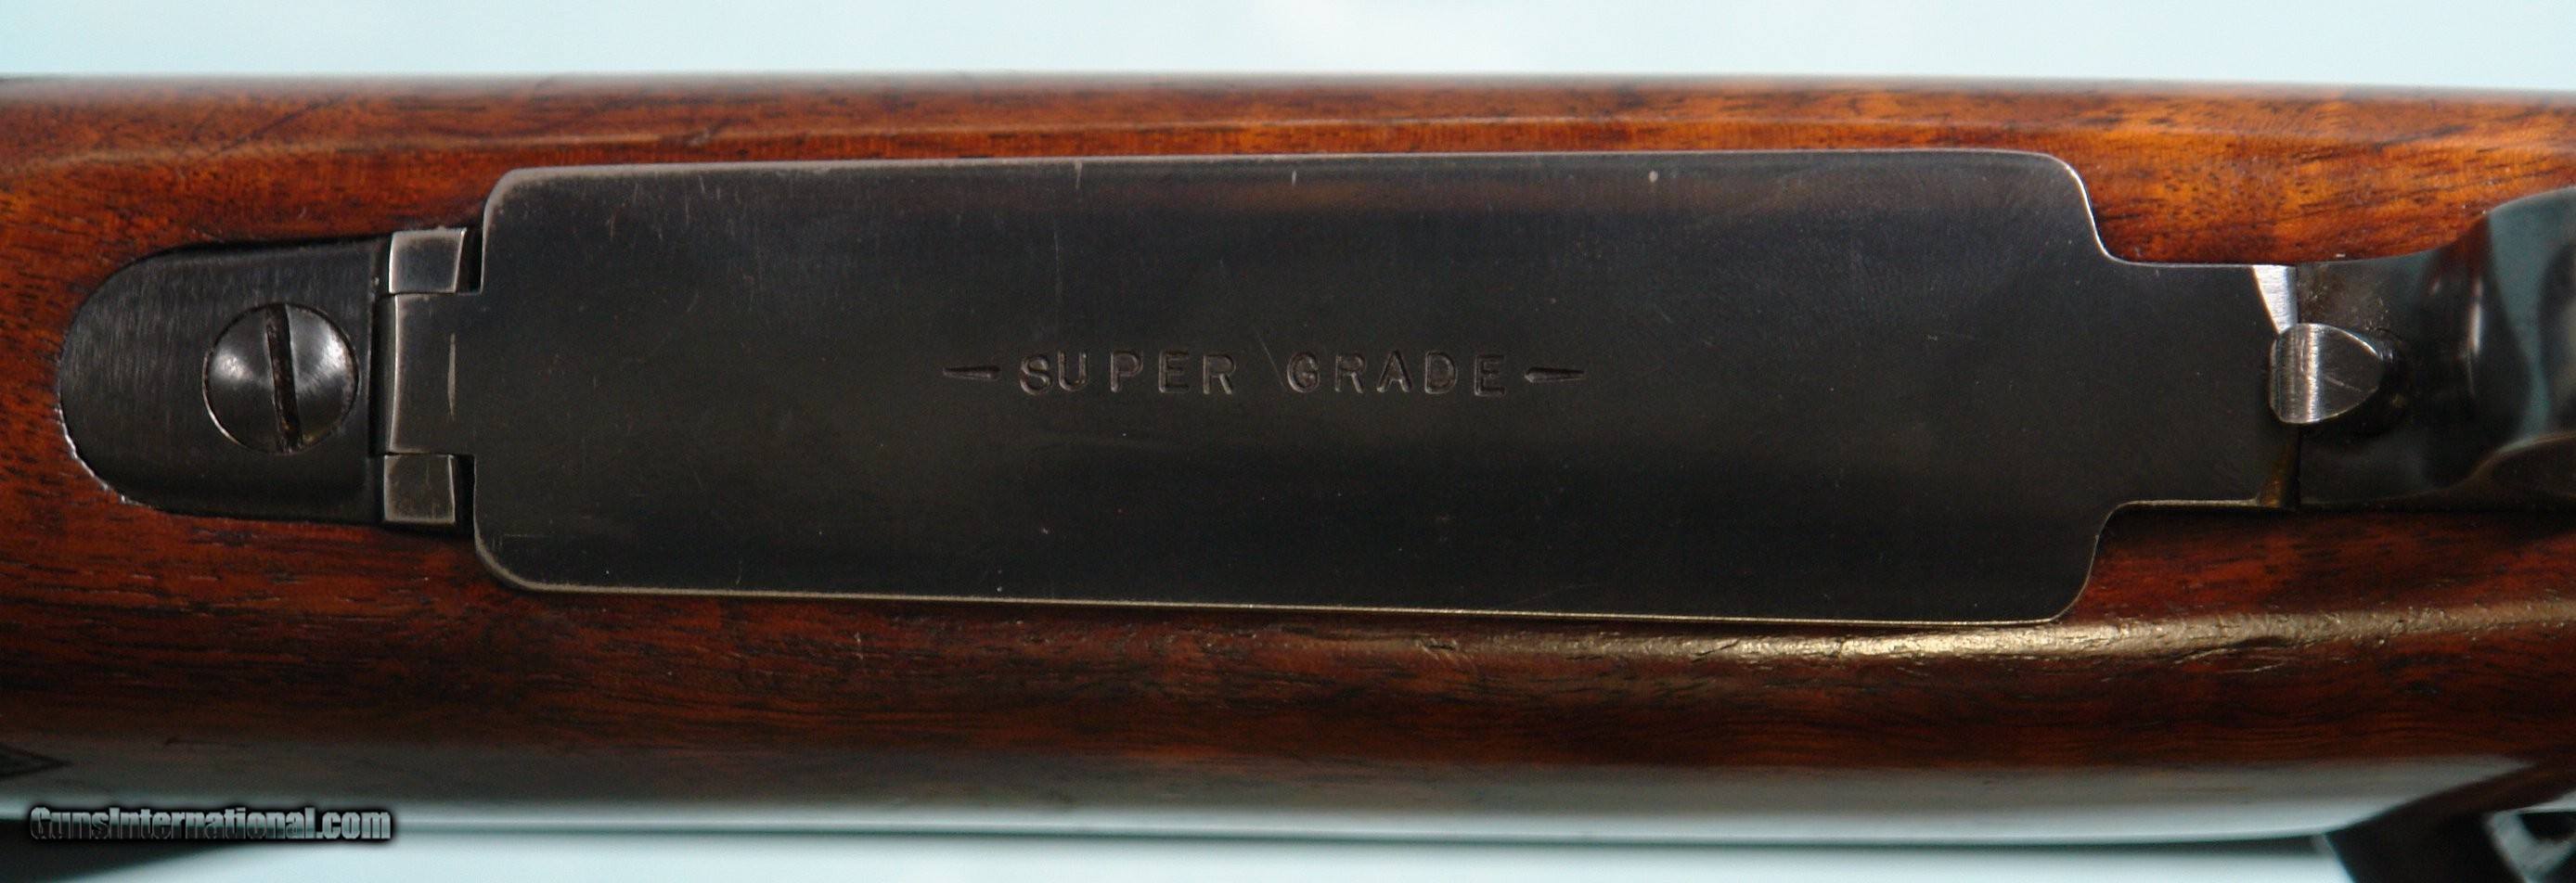 -SUPER GRADE-
GunsInternational.com